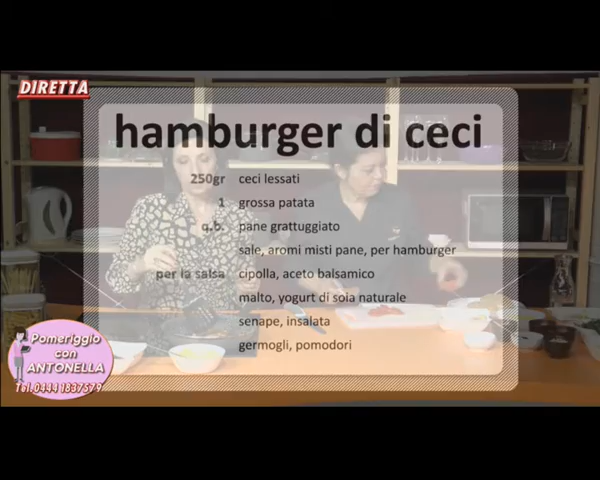 DIRETTA
hamburger di ceci
250gr ceci lessati
1 grossa patata
q.b. pane grattuggiato
sale, aromi misti pane, per hamburger
per la salsa cipolla, aceto balsamico
malto, yogurt di soia naturale
senape, insalata
germogli, pomodori
Pomeriggio
con
ANTONELLA
Tel.0444 1837579